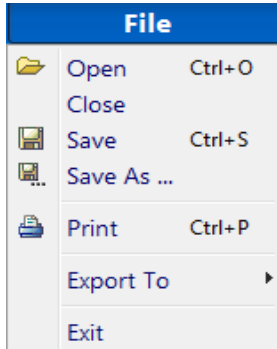 File
Open Ctrl+O
Close
Save Ctrl+S
Save As ...
Print Ctrl+P
Export To
Exit